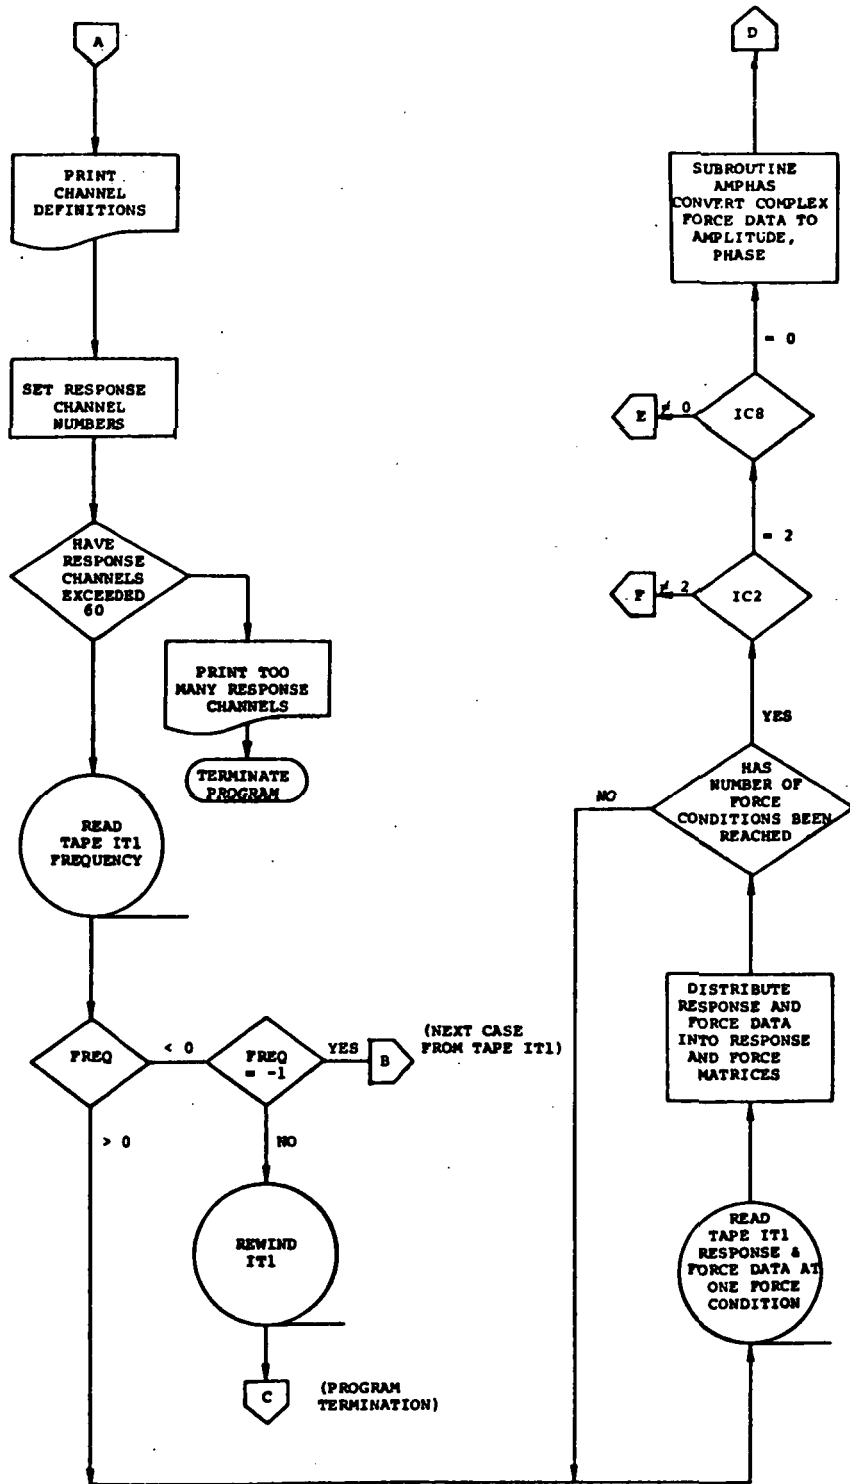 A
PRINT
CHANNEL
DEFINITIONS
SET RESPONSE
CHANNEL
NUMBERS
HAVE
RESPONSE
CHANNELS
EXCEEDED
60
PRINT TOO
MANY RESPONSE
CHANNELS
TERMINATE
PROGRAM
READ
TAPE IT1
FREQUENCY
FREQ
< 0
> 0
FREQ
= -1
YES
B
(NEXT CASE
FROM TAPE IT1)
NO
REWIND
IT1
C
(PROGRAM
TERMINATION)
D
SUBROUTINE
AMPHAS
CONVERT COMPLEX
FORCE DATA TO
AMPLITUDE,
PHASE
= 0
IC8
≠ 0
E
= 2
IC2
≠ 2
F
YES
HAS
NUMBER OF
FORCE
CONDITIONS BEEN
REACHED
NO
DISTRIBUTE
RESPONSE AND
FORCE DATA
INTO RESPONSE
AND FORCE
MATRICES
READ
TAPE IT1
RESPONSE &
FORCE DATA AT
ONE FORCE
CONDITION